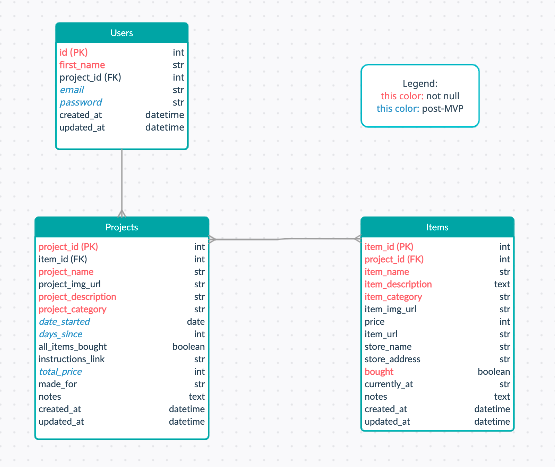 Users
id (PK) int
first_name str
project_id (FK) int
email str
password str
created_at datetime
updated_at datetime
Legend:
this color: not null
this color: post-MVP
Projects
project_id (PK) int
item_id (FK) int
project_name str
project_img_url str
project_description str
project_category str
date_started date
days_since int
all_items_bought boolean
instructions_link str
total_price int
made_for str
notes text
created_at datetime
updated_at datetime
Items
item_id (PK) int
project_id (FK) int
item_name str
item_description text
item_category str
item_img_url str
price int
item_url str
store_name str
store_address str
bought boolean
currently_at str
notes text
created_at datetime
updated_at datetime